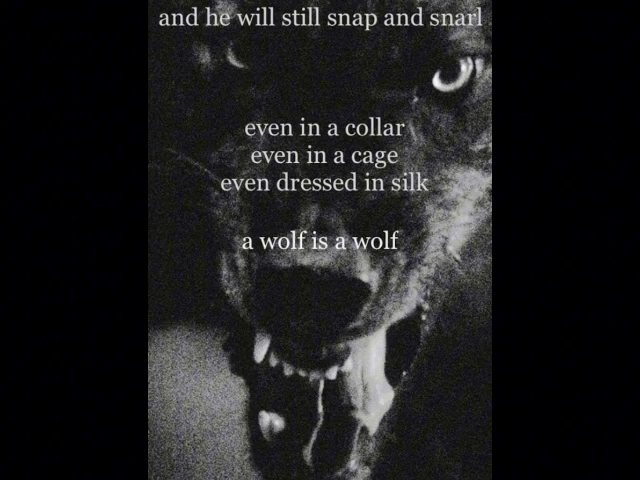 and he will still snap and snarl
even in a collar
even in a cage
even dressed in silk
a wolf is a wolf